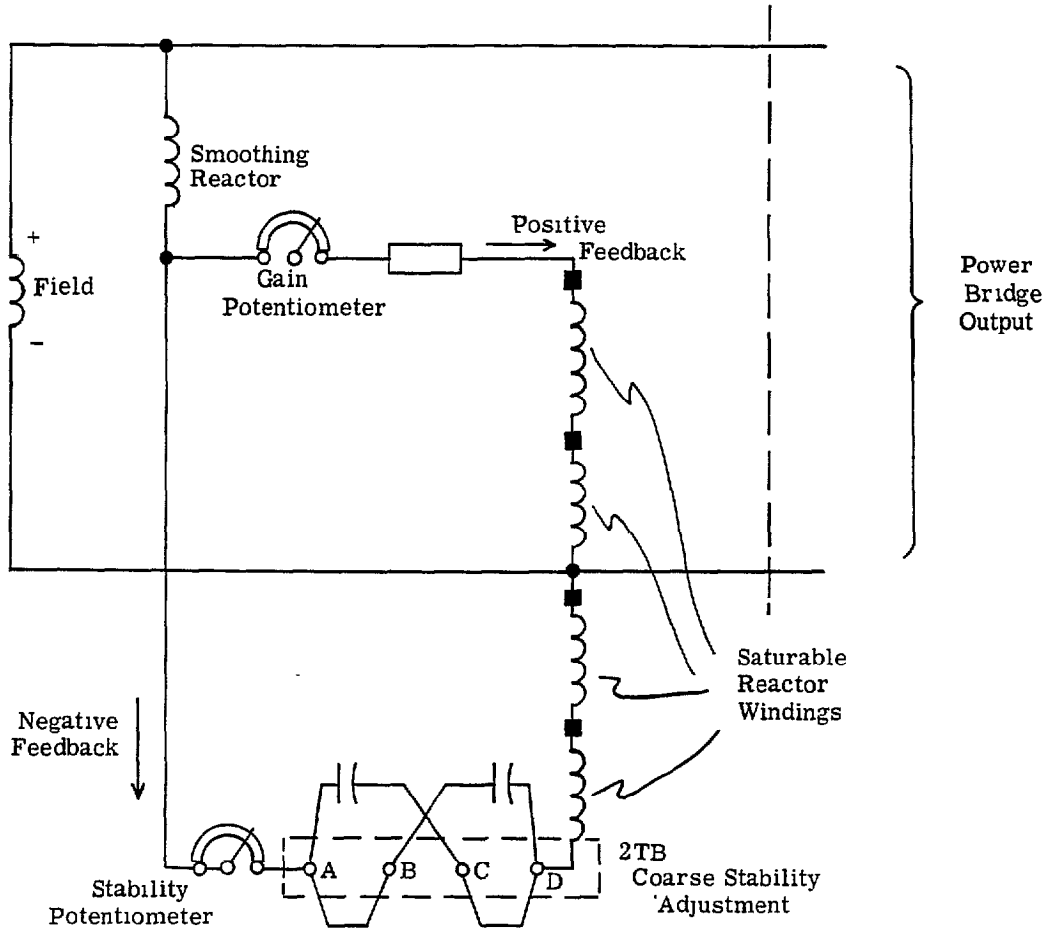 Smoothing
Reactor
+
Field
−
Gain
Potentiometer
Positive
Feedback
Power
Bridge
Output
Saturable
Reactor
Windings
Negative
Feedback
A
B
C
D
2TB
Coarse Stability
Adjustment
Stability
Potentiometer